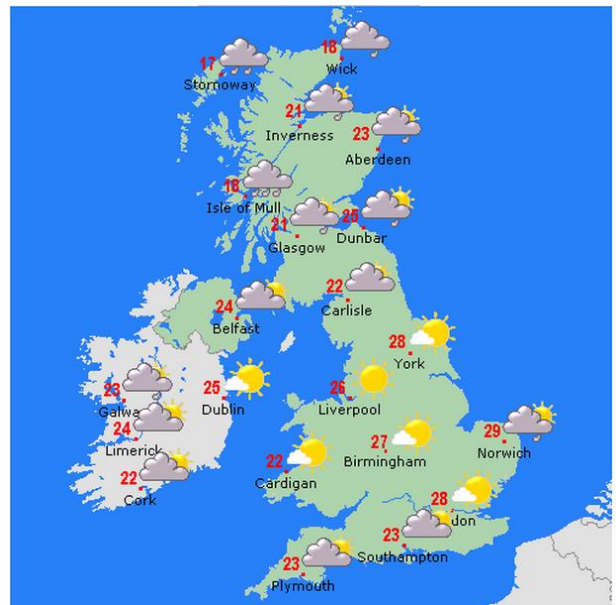 18
Wick
17
Stornoway
21
Inverness
23
Aberdeen
18
Isle of Mull
21
Glasgow
25
Dunbar
22
Carlisle
24
Belfast
28
York
23
Galwa
25
Dublin
26
Liverpool
24
Limerick
27
Birmingham
29
Norwich
22
Cork
22
Cardigan
28
don
23
Southampton
23
Plymouth